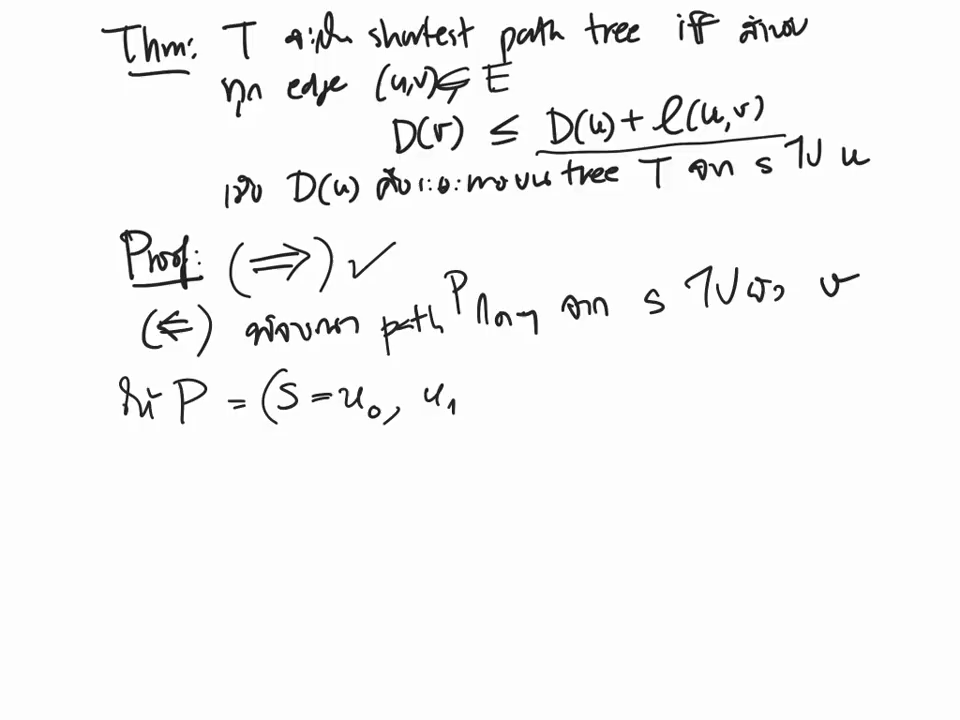 Thm: T จะเป็น shortest path tree iff สำหรับ
ทุก edge (u,v) ∈ E
D(v) ≤ D(u) + ℓ(u,v)
เมื่อ D(u) คือระยะทางบน tree T จาก s ไป u
Proof: (⇒) ✓
(⇐) พิจารณา path P ใดๆ จาก s ไปยัง v
ให้ P = (s = u₀, u₁